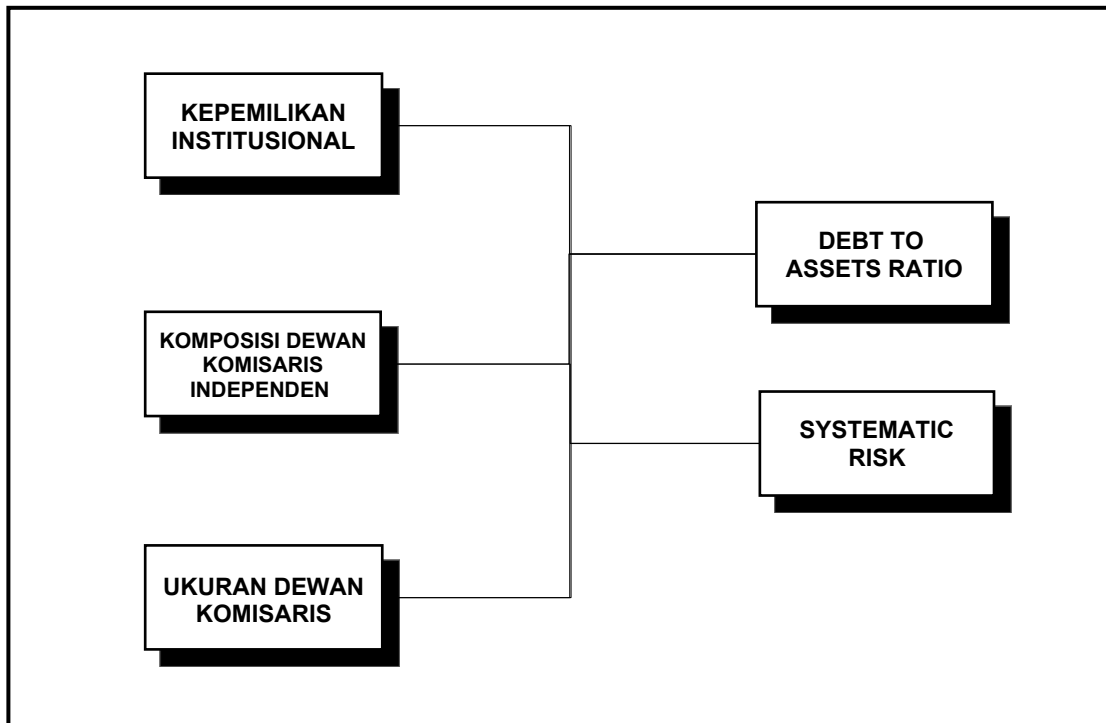 KEPEMILIKAN
INSTITUSIONAL
KOMPOSISI DEWAN
KOMISARIS
INDEPENDEN
UKURAN DEWAN
KOMISARIS
DEBT TO
ASSETS RATIO
SYSTEMATIC
RISK